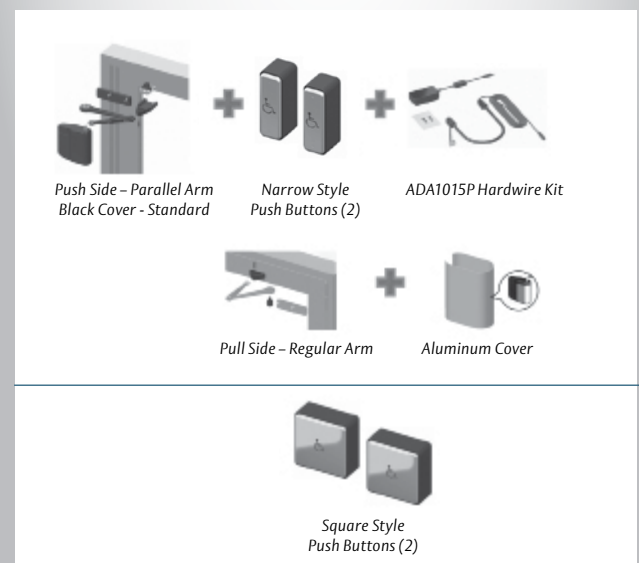 Push Side – Parallel Arm
Black Cover - Standard
Narrow Style
Push Buttons (2)
ADA1015P Hardwire Kit
Pull Side – Regular Arm
Aluminum Cover
Square Style
Push Buttons (2)